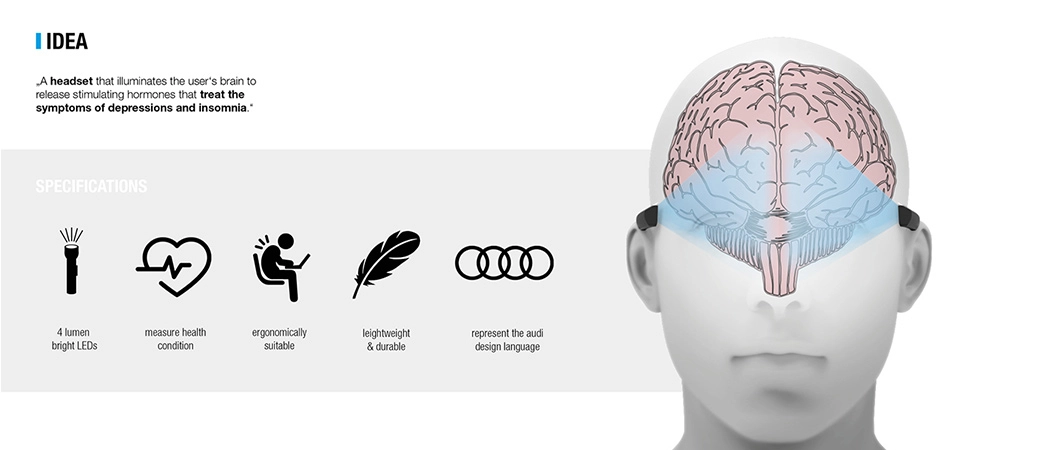 IDEA
„A headset that illuminates the user's brain to
release stimulating hormones that treat the
symptoms of depressions and insomnia."
SPECIFICATIONS
4 lumen
bright LEDs
measure health
condition
ergonomically
suitable
leightweight
& durable
represent the audi
design language